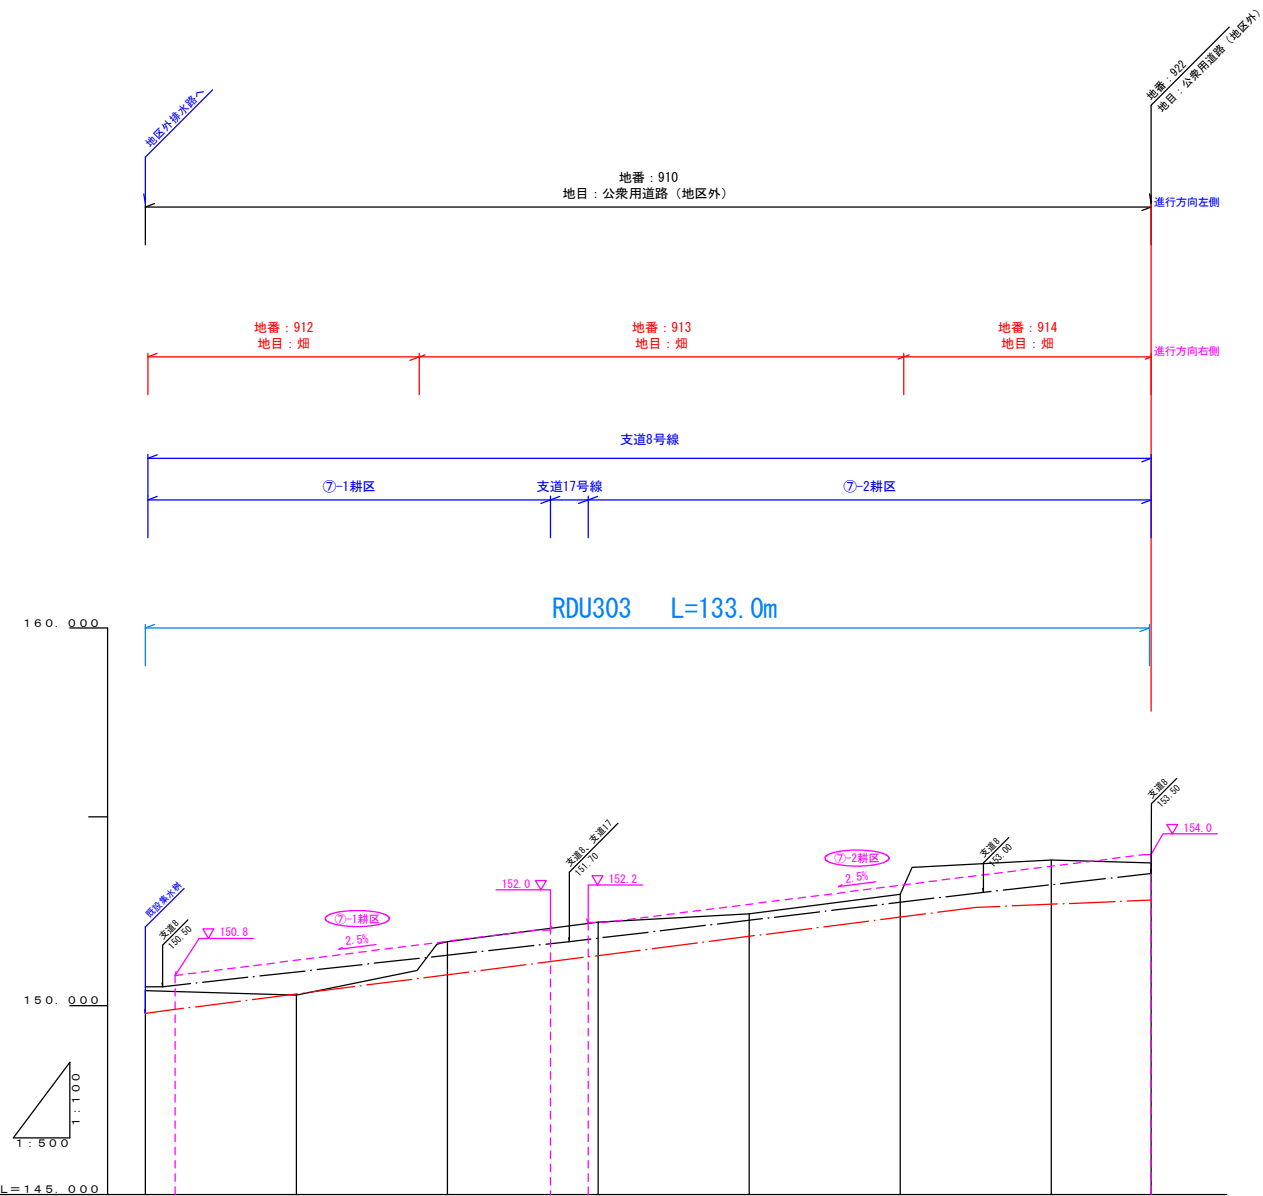 地番：922
地目：公衆用道路（地区外）
地区外排水路へ
地番：910
地目：公衆用道路（地区外）
進行方向左側
地番：912
地目：畑
地番：913
地目：畑
地番：914
地目：畑
進行方向右側
支道8号線
⑦-1耕区
支道17号線
⑦-2耕区
RDU303 L=133.0m
160.000
支道8
153.50
154.0
支道8、支道17
151.70
支道8
153.00
⑦-2耕区
2.5%
152.0
152.2
既設集水桝
支道8
150.50
150.8
⑦-1耕区
2.5%
150.000
1:100
1:500
L=145.000